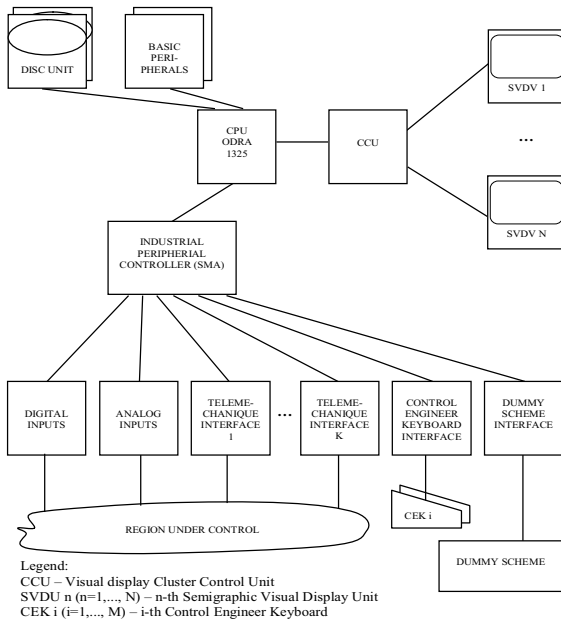 DISC UNIT
BASIC
PERI-
PHERALS
CPU
ODRA
1325
CCU
SVDV 1
...
SVDV N
INDUSTRIAL
PERIPHERIAL
CONTROLLER (SMA)
DIGITAL
INPUTS
ANALOG
INPUTS
TELEME-
CHANIQUE
INTERFACE
1
...
TELEME-
CHANIQUE
INTERFACE
K
CONTROL
ENGINEER
KEYBOARD
INTERFACE
DUMMY
SCHEME
INTERFACE
REGION UNDER CONTROL
CEK i
DUMMY SCHEME
Legend:
CCU – Visual display Cluster Control Unit
SVDU n (n=1,..., N) – n-th Semigraphic Visual Display Unit
CEK i (i=1,..., M) – i-th Control Engineer Keyboard